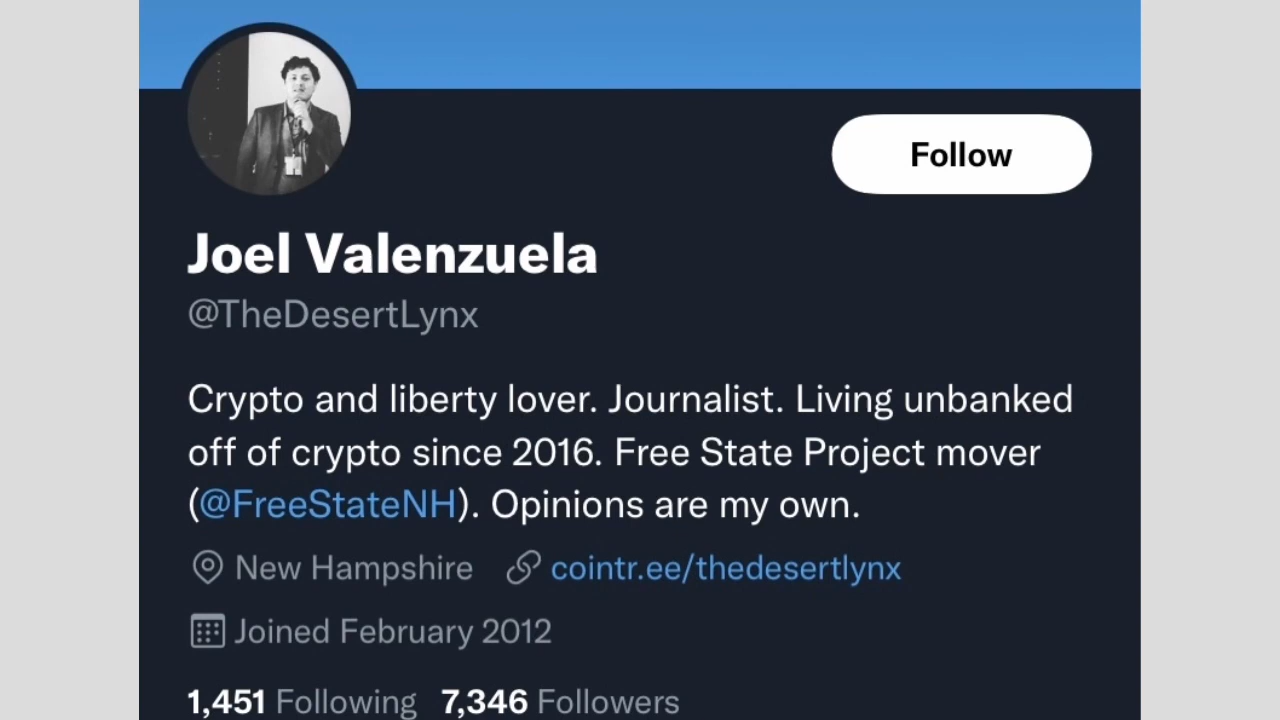 Follow
Joel Valenzuela
@TheDesertLynx
Crypto and liberty lover. Journalist. Living unbanked
off of crypto since 2016. Free State Project mover
(@FreeStateNH). Opinions are my own.
New Hampshire cointr.ee/thedesertlynx
Joined February 2012
1,451 Following 7,346 Followers